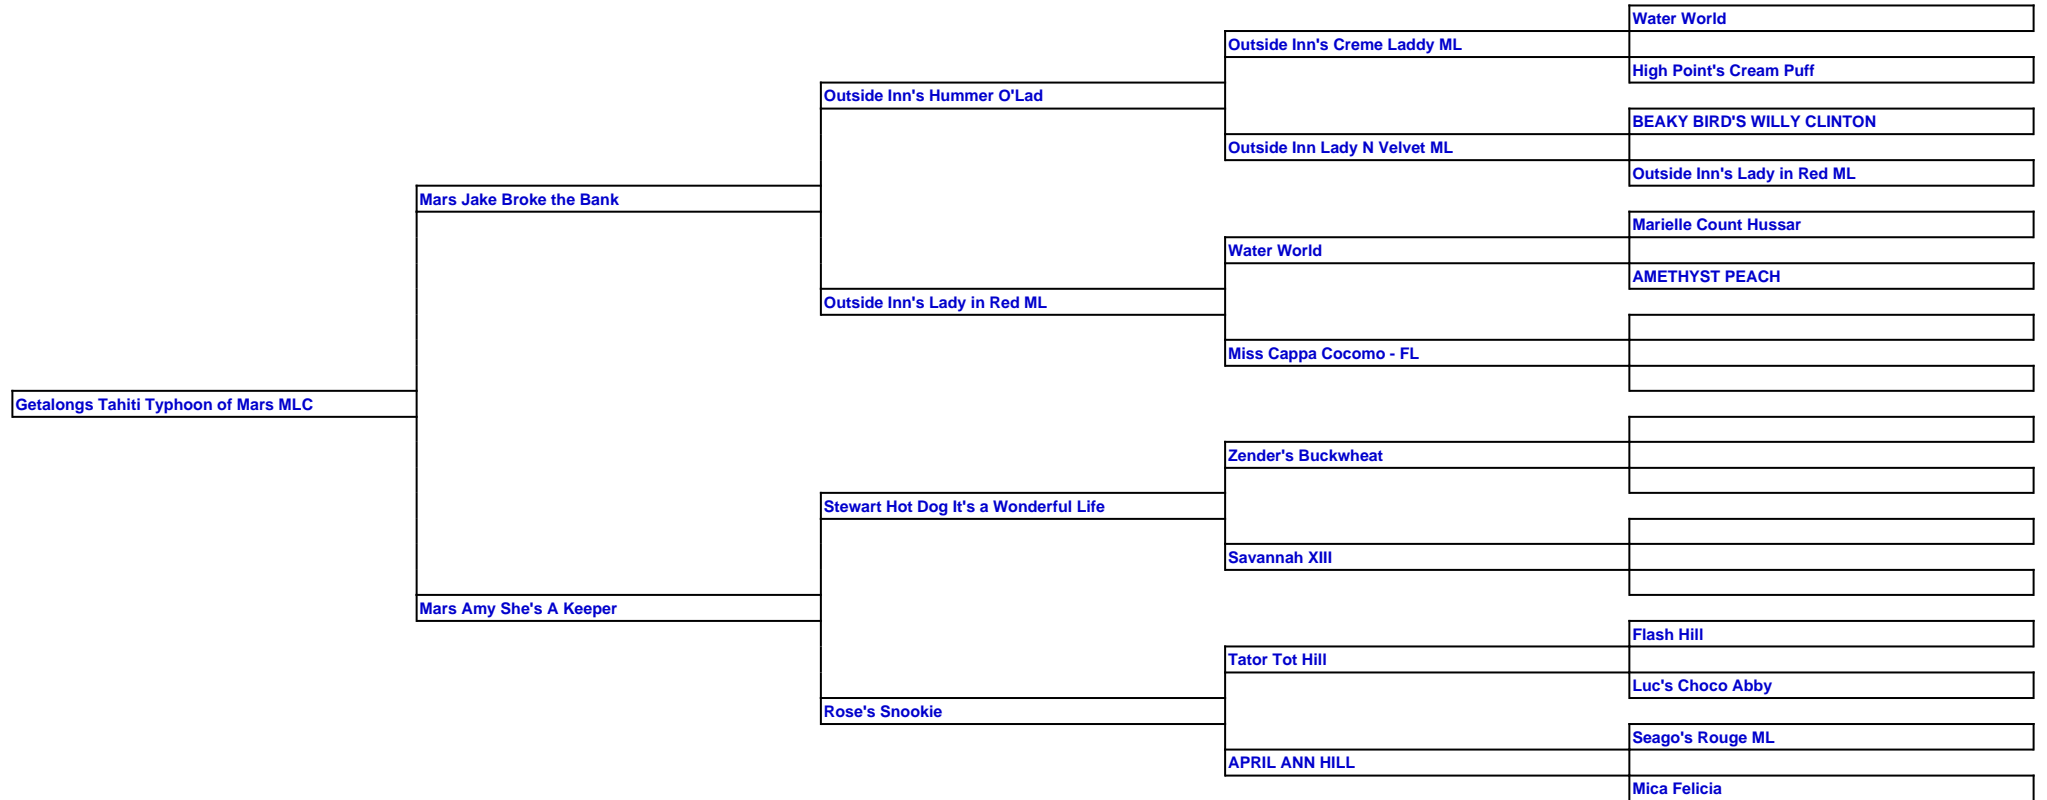 Water World
Outside Inn's Creme Laddy ML
High Point's Cream Puff
Outside Inn's Hummer O'Lad
BEAKY BIRD'S WILLY CLINTON
Outside Inn Lady N Velvet ML
Outside Inn's Lady in Red ML
Mars Jake Broke the Bank
Marielle Count Hussar
Water World
AMETHYST PEACH
Outside Inn's Lady in Red ML
Miss Cappa Cocomo - FL
Getalongs Tahiti Typhoon of Mars MLC
Zender's Buckwheat
Stewart Hot Dog It's a Wonderful Life
Savannah XIII
Mars Amy She's A Keeper
Flash Hill
Tator Tot Hill
Luc's Choco Abby
Rose's Snookie
Seago's Rouge ML
APRIL ANN HILL
Mica Felicia